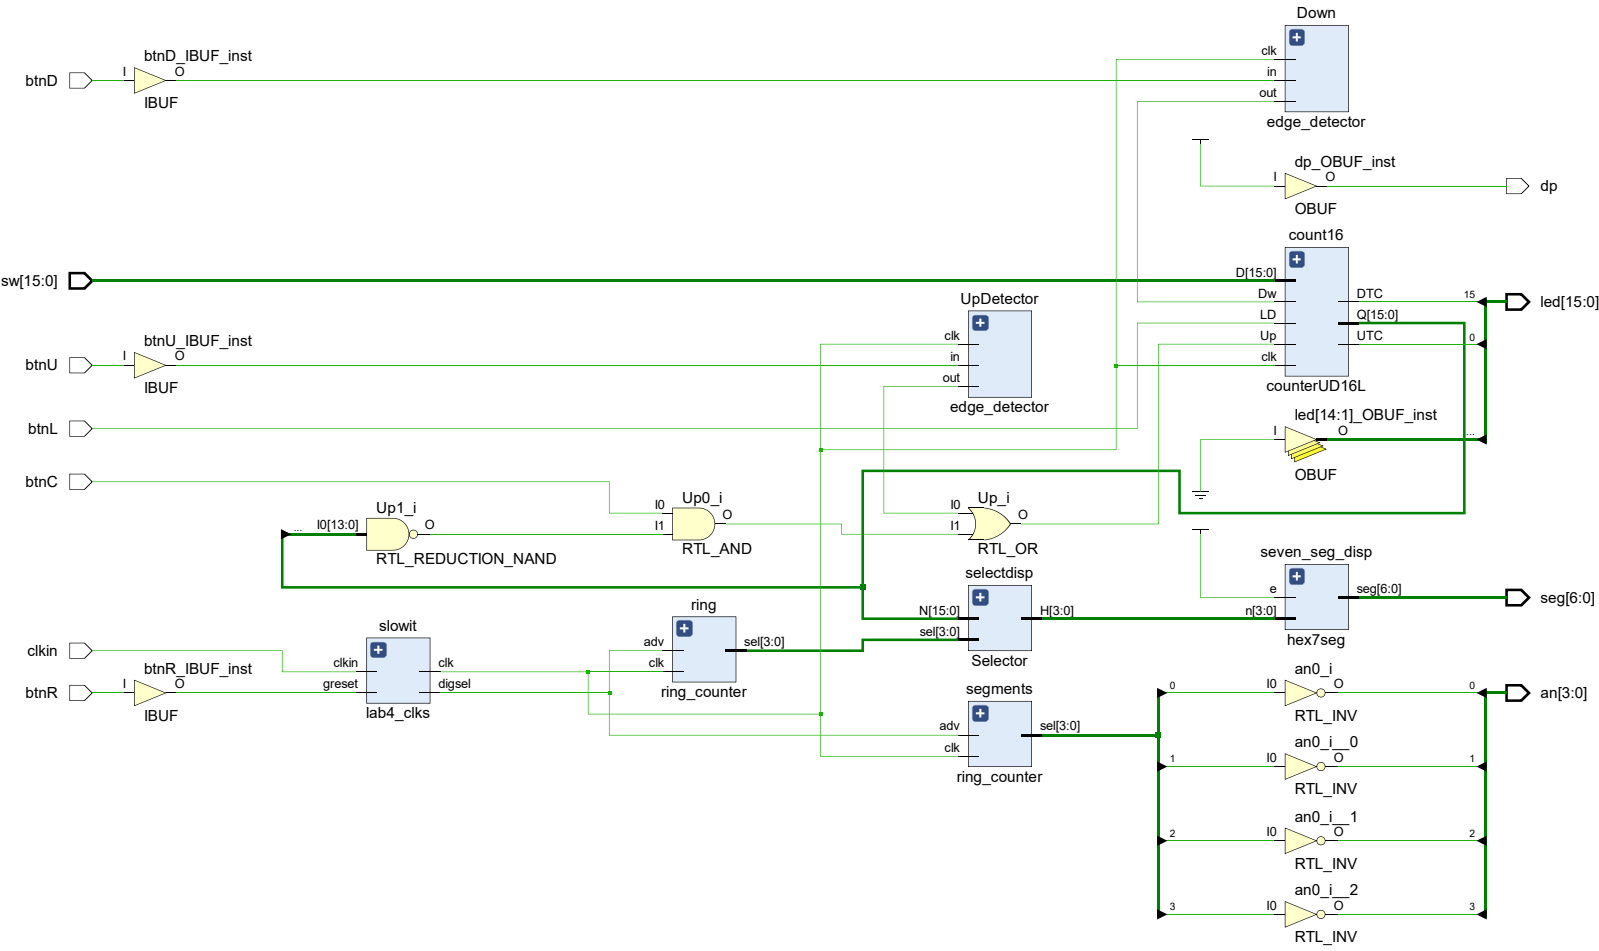 Down
clk
in
out
edge_detector
btnD
I
btnD_IBUF_inst
O
IBUF
dp_OBUF_inst
I
O
OBUF
dp
count16
D[15:0]
Dw
LD
Up
clk
DTC
Q[15:0]
UTC
counterUD16L
sw[15:0]
15
0
...
led[15:0]
UpDetector
clk
in
out
edge_detector
btnU
I
btnU_IBUF_inst
O
IBUF
btnL
led[14:1]_OBUF_inst
I
O
OBUF
btnC
...
I0[13:0]
Up1_i
O
RTL_REDUCTION_NAND
Up0_i
I0
I1
O
RTL_AND
Up_i
I0
I1
O
RTL_OR
seven_seg_disp
e
n[3:0]
seg[6:0]
hex7seg
seg[6:0]
selectdisp
N[15:0]
sel[3:0]
H[3:0]
Selector
ring
adv
clk
sel[3:0]
ring_counter
slowit
clkin
greset
clk
digsel
lab4_clks
clkin
btnR
I
btnR_IBUF_inst
O
IBUF
segments
adv
clk
sel[3:0]
ring_counter
an0_i
0
I0
O
0
RTL_INV
an[3:0]
an0_i__0
1
I0
O
1
RTL_INV
an0_i__1
2
I0
O
2
RTL_INV
an0_i__2
3
I0
O
3
RTL_INV